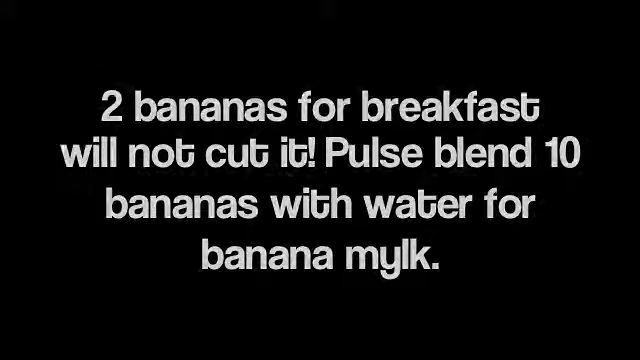 2 bananas for breakfast
will not cut it! Pulse blend 10
bananas with water for
banana mylk.